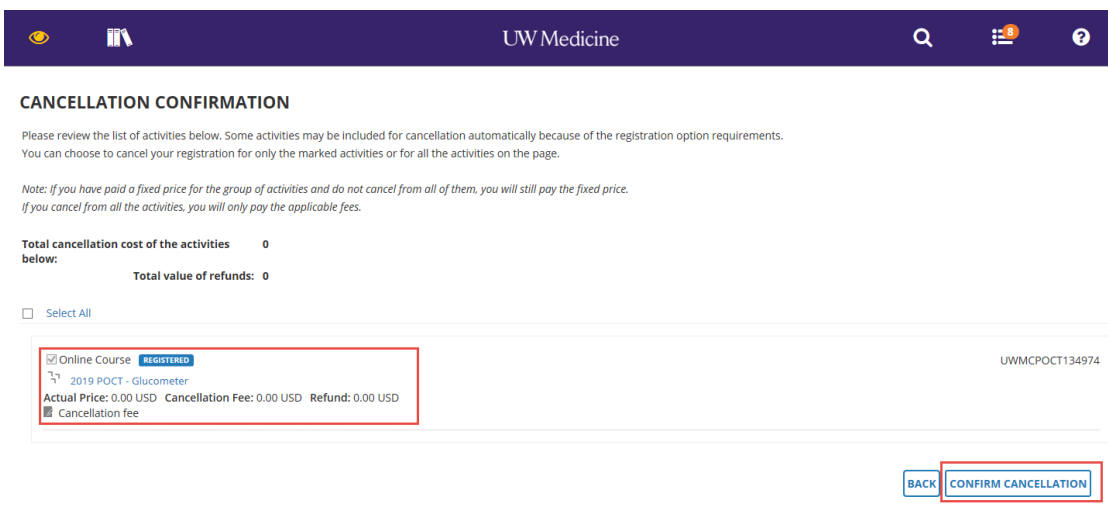 UW Medicine
8
?
CANCELLATION CONFIRMATION
Please review the list of activities below. Some activities may be included for cancellation automatically because of the registration option requirements.
You can choose to cancel your registration for only the marked activities or for all the activities on the page.
Note: If you have paid a fixed price for the group of activities and do not cancel from all of them, you will still pay the fixed price.
If you cancel from all the activities, you will only pay the applicable fees.
Total cancellation cost of the activities 0
below:
Total value of refunds: 0
Select All
Online Course REGISTERED UWMCPOCT134974
2019 POCT - Glucometer
Actual Price: 0.00 USD Cancellation Fee: 0.00 USD Refund: 0.00 USD
Cancellation fee
BACK CONFIRM CANCELLATION